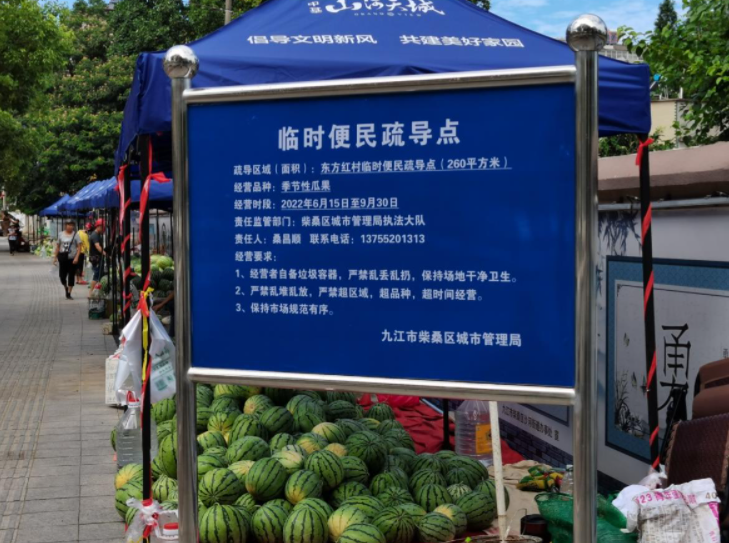 中基 山河天城
倡导文明新风 共建美好家园
临时便民疏导点
疏导区域（面积）：东方红村临时便民疏导点（260平方米）
经营品种：季节性瓜果
经营时段：2022年6月15日至9月30日
责任监管部门：柴桑区城市管理局执法大队
责任人：桑昌顺 联系电话：13755201313
经营要求：
1、经营者自备垃圾容器，严禁乱丢乱扔，保持场地干净卫生。
2、严禁乱堆乱放，严禁超区域，超品种，超时间经营。
3、保持市场规范有序。
九江市柴桑区城市管理局